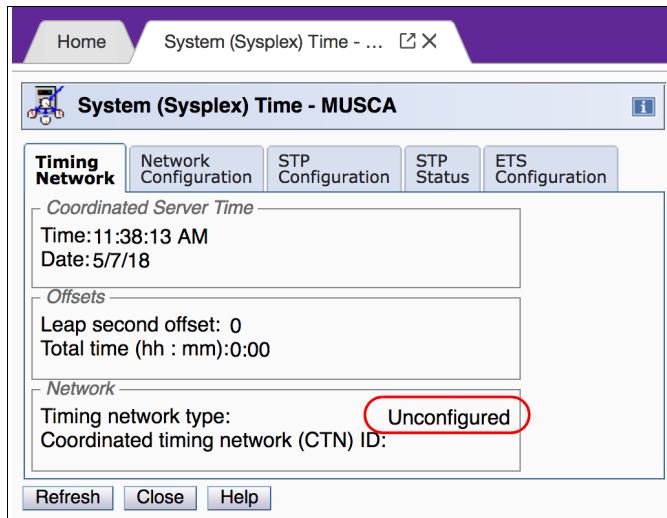 Home
System (Sysplex) Time - ...
System (Sysplex) Time - MUSCA
i
Timing
Network
Network
Configuration
STP
Configuration
STP
Status
ETS
Configuration
Coordinated Server Time
Time:11:38:13 AM
Date:5/7/18
Offsets
Leap second offset: 0
Total time (hh : mm):0:00
Network
Timing network type: Unconfigured
Coordinated timing network (CTN) ID:
Refresh Close Help